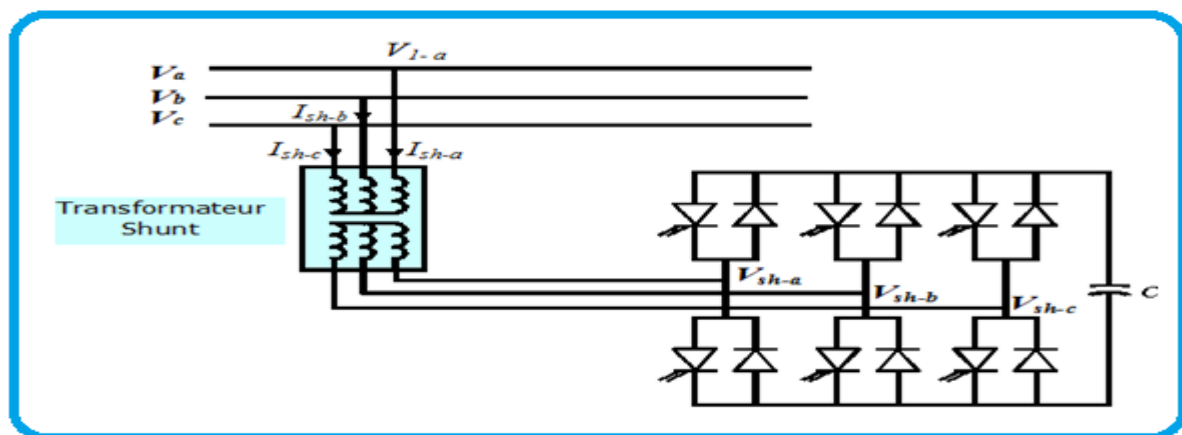 V1-a
Va
Vb
Vc
Ish-b
Ish-c
Ish-a
Transformateur
Shunt
Vsh-a
Vsh-b
Vsh-c
C